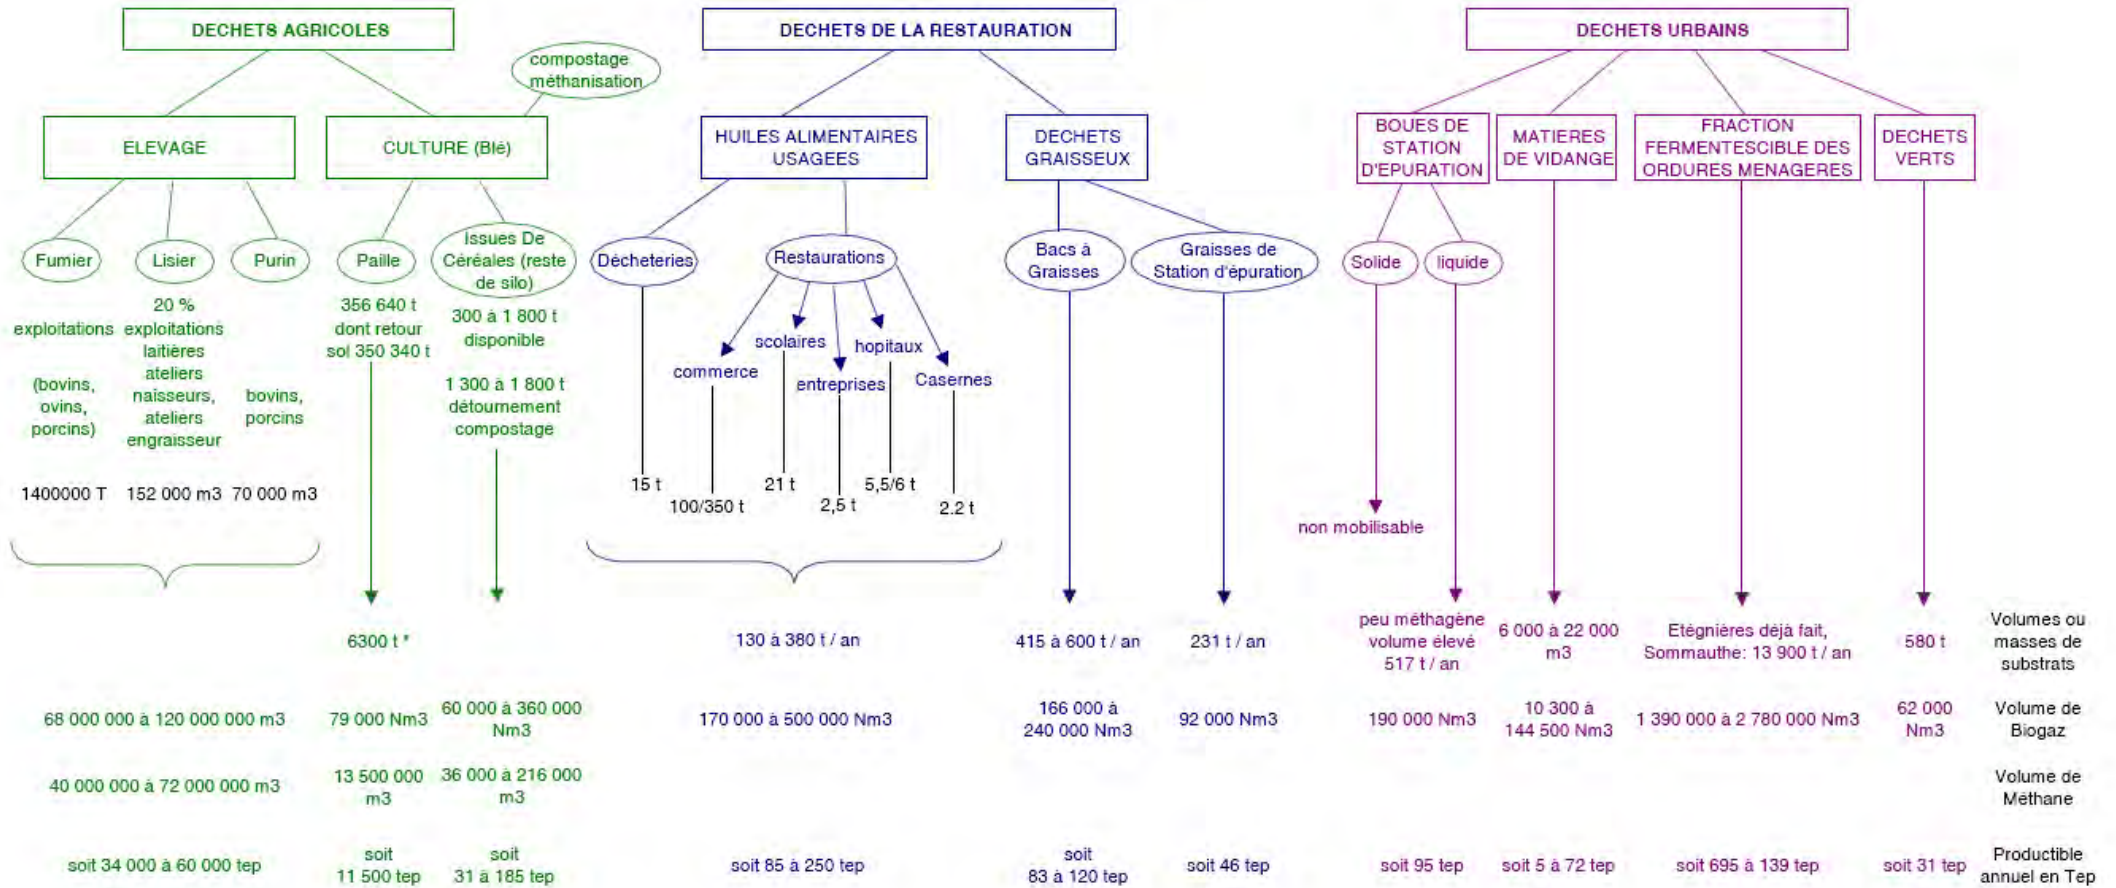 DECHETS AGRICOLES
compostage
méthanisation
ELEVAGE
CULTURE (Blé)
Fumier
Lisier
Purin
Paille
Issues De
Céréales (reste
de silo)
exploitations
(bovins,
ovins,
porcins)
1400000 T
20 %
exploitations
laitières
ateliers
naisseurs,
ateliers
engraisseur
152 000 m3
bovins,
porcins
70 000 m3
356 640 t
dont retour
sol 350 340 t
300 à 1 800 t
disponible
1 300 à 1 800 t
détournement
compostage
DECHETS DE LA RESTAURATION
HUILES ALIMENTAIRES
USAGEES
DECHETS
GRAISSEUX
Décheteries
Restaurations
Bacs à
Graisses
Graisses de
Station d'épuration
commerce
scolaires
entreprises
hopitaux
Casernes
15 t
100/350 t
21 t
2,5 t
5,5/6 t
2.2 t
DECHETS URBAINS
BOUES DE
STATION
D'EPURATION
MATIERES
DE VIDANGE
FRACTION
FERMENTESCIBLE DES
ORDURES MENAGERES
DECHETS
VERTS
Solide
liquide
non mobilisable
6300 t *
130 à 380 t / an
415 à 600 t / an
231 t / an
peu méthagène
volume élevé
517 t / an
6 000 à 22 000
m3
Etégnières déjà fait,
Sommauthe: 13 900 t / an
580 t
Volumes ou
masses de
substrats
68 000 000 à 120 000 000 m3
79 000 Nm3
60 000 à 360 000
Nm3
170 000 à 500 000 Nm3
166 000 à
240 000 Nm3
92 000 Nm3
190 000 Nm3
10 300 à
144 500 Nm3
1 390 000 à 2 780 000 Nm3
62 000
Nm3
Volume de
Biogaz
40 000 000 à 72 000 000 m3
13 500 000
m3
36 000 à 216 000
m3
Volume de
Méthane
soit 34 000 à 60 000 tep
soit
11 500 tep
soit
31 à 185 tep
soit 85 à 250 tep
soit
83 à 120 tep
soit 46 tep
soit 95 tep
soit 5 à 72 tep
soit 695 à 139 tep
soit 31 tep
Productible
annuel en Tep